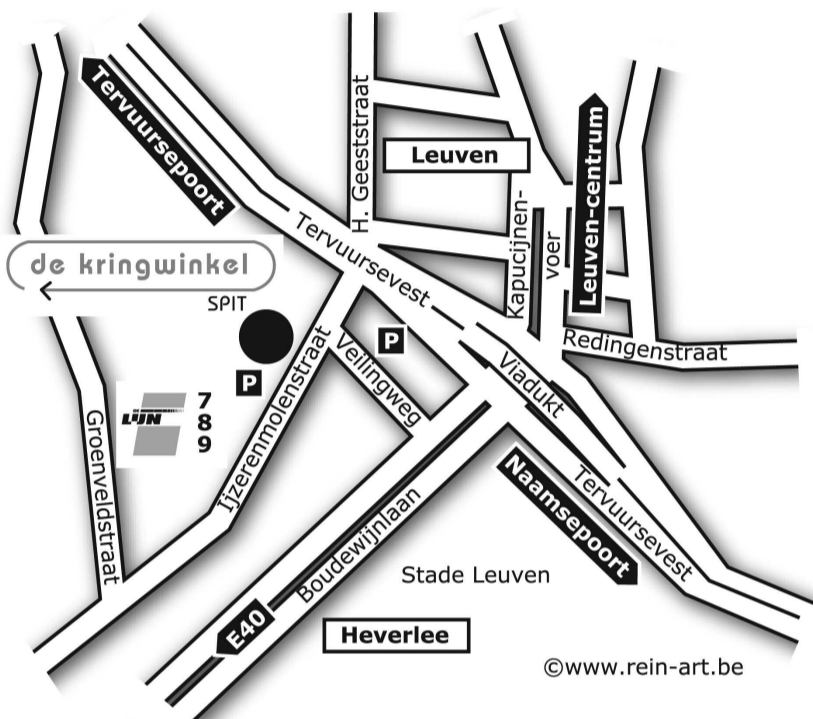 Tervuursepoort
H. Geeststraat
Leuven
Leuven-centrum
Kapucijnen-
voer
Tervuursevest
de kringwinkel
SPIT
P
P
Redingenstraat
Viadukt
Veilingweg
Ijzerenmolenstraat
LIJN
7
8
9
Groenveldstraat
Naamsepoort
Tervuursevest
Boudewijnlaan
Stade Leuven
E40
Heverlee
©www.rein-art.be